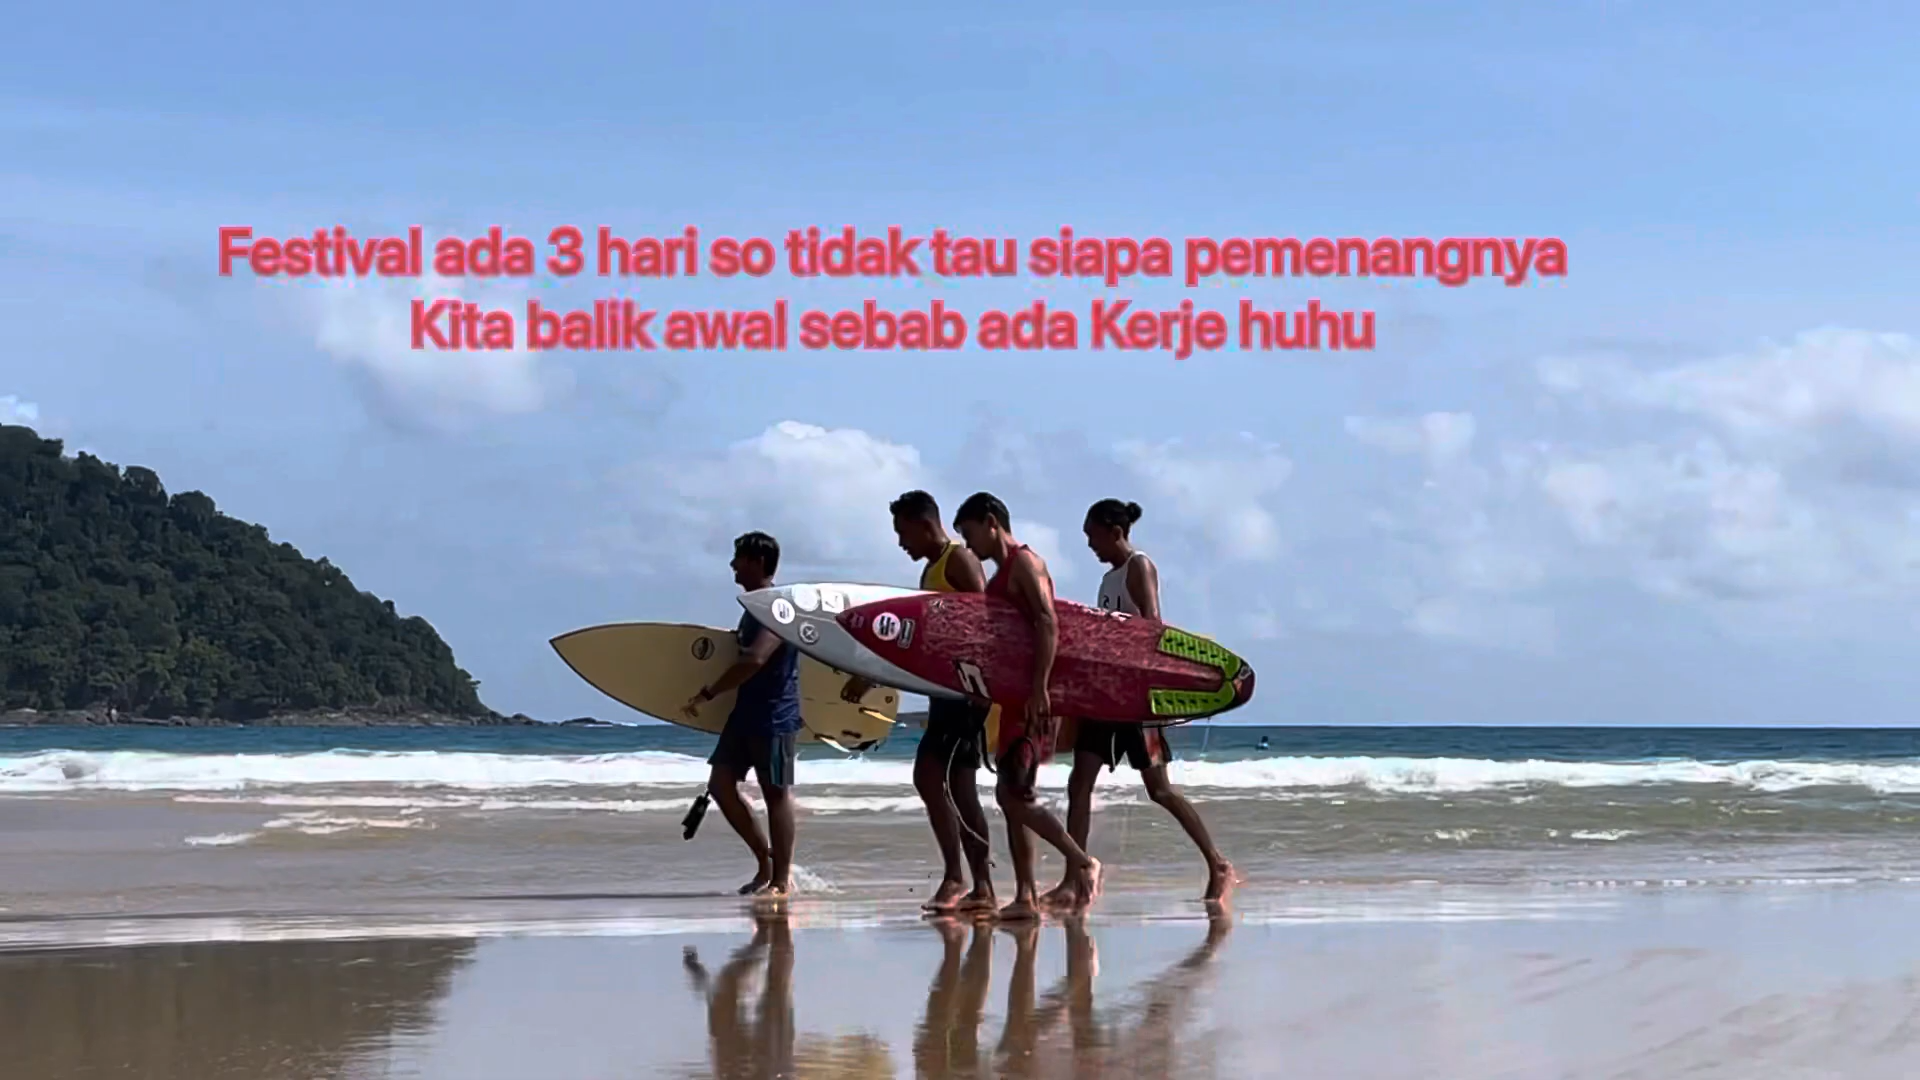 Festival ada 3 hari so tidak tau siapa pemenangnya
Kita balik awal sebab ada Kerje huhu